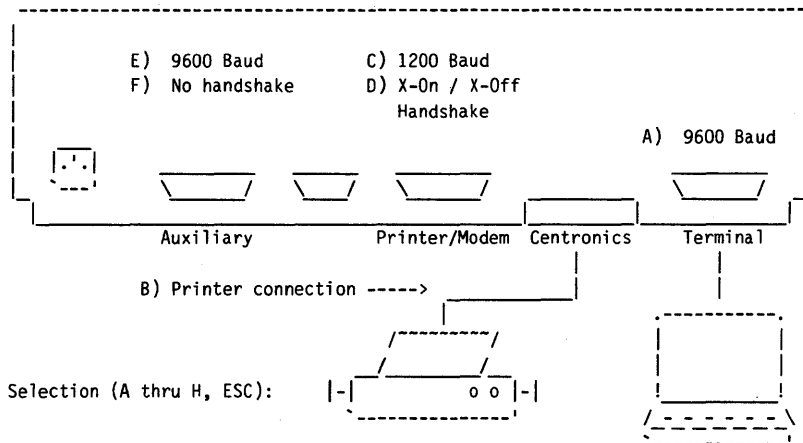 E) 9600 Baud C) 1200 Baud
F) No handshake D) X-On / X-Off
Handshake
A) 9600 Baud
Auxiliary Printer/Modem Centronics Terminal
B) Printer connection ----->
Selection (A thru H, ESC):